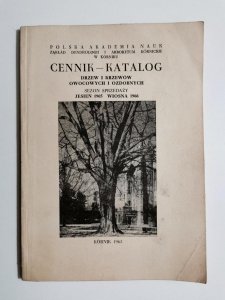 POLSKA AKADEMIA NAUK
ZAKŁAD DENDROLOGII I ARBORETUM KÓRNICKIE
W KÓRNIKU
CENNIK — KATALOG
DRZEW I KRZEWÓW
OWOCOWYCH I OZDOBNYCH
SEZON SPRZEDAŻY
JESIEŃ 1965 WIOSNA 1966
KÓRNIK 1965